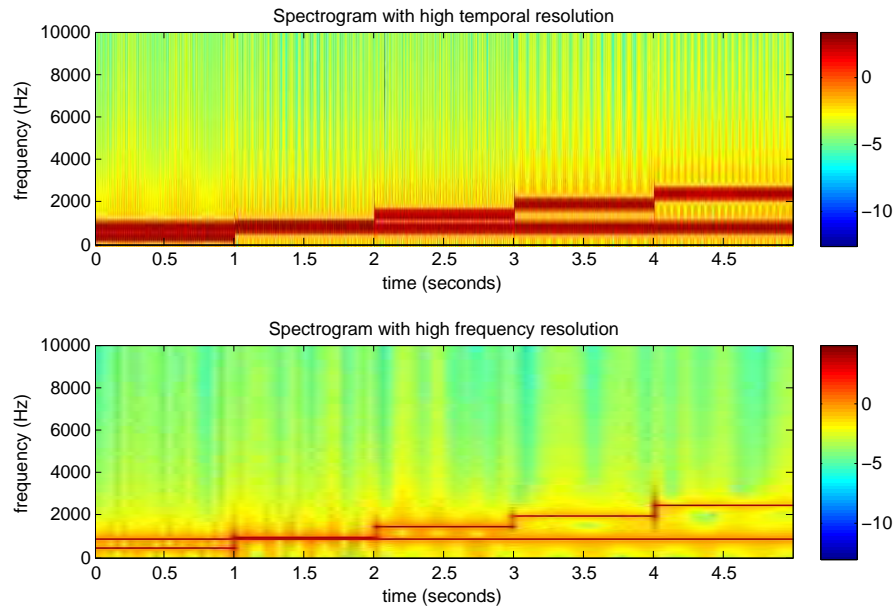 Spectrogram with high temporal resolution
frequency (Hz)
10000
8000
6000
4000
2000
0
0 0.5 1 1.5 2 2.5 3 3.5 4 4.5
time (seconds)
0
−5
−10
Spectrogram with high frequency resolution
frequency (Hz)
10000
8000
6000
4000
2000
0
0 0.5 1 1.5 2 2.5 3 3.5 4 4.5
time (seconds)
0
−5
−10